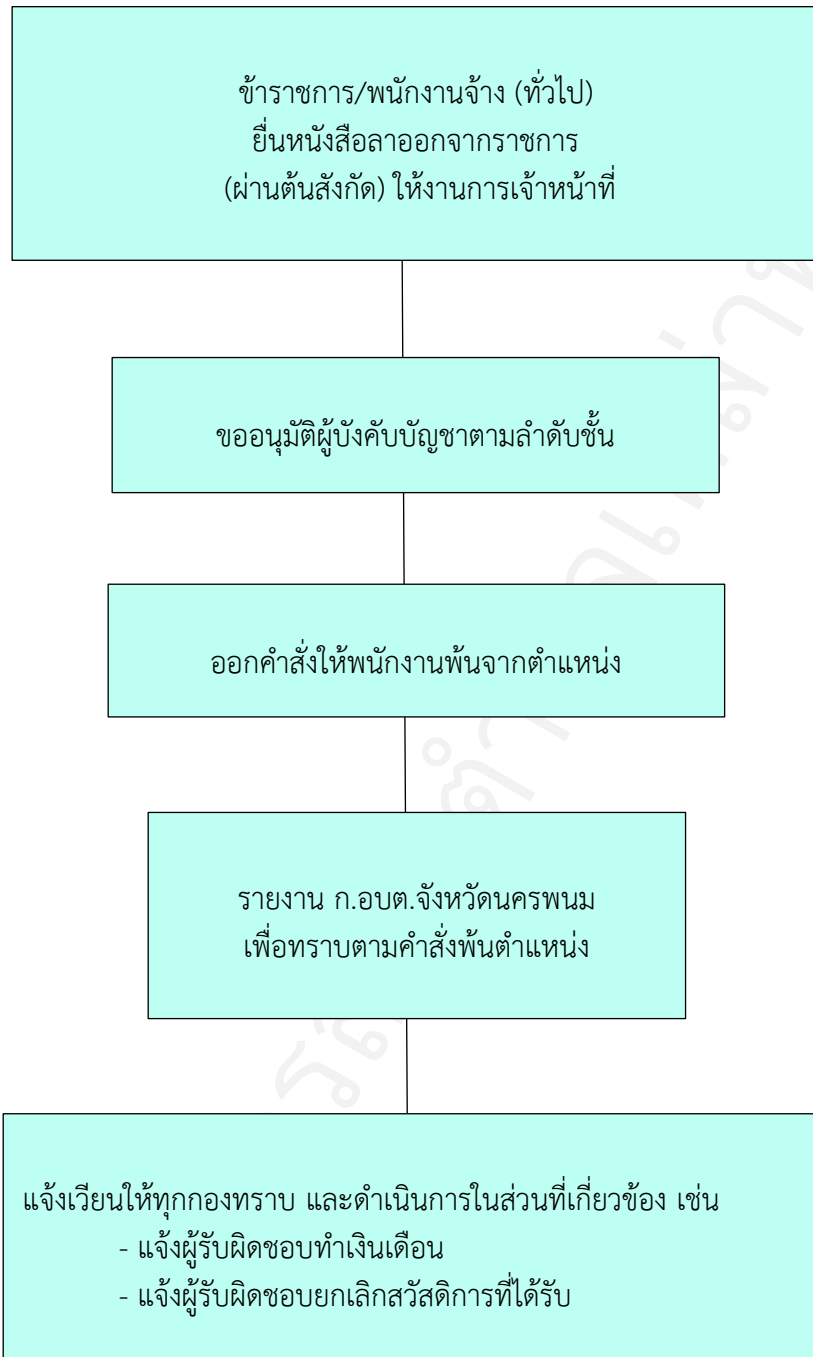 ข้าราชการ/พนักงานจ้าง (ทั่วไป)
ยื่นหนังสือลาออกจากราชการ
(ผ่านต้นสังกัด) ให้งานการเจ้าหน้าที่
ขออนุมัติผู้บังคับบัญชาตามลำดับชั้น
ออกคำสั่งให้พนักงานพ้นจากตำแหน่ง
รายงาน ก.อบต.จังหวัดนครพนม
เพื่อทราบตามคำสั่งพ้นตำแหน่ง
แจ้งเวียนให้ทุกกองทราบ และดำเนินการในส่วนที่เกี่ยวข้อง เช่น
- แจ้งผู้รับผิดชอบทำเงินเดือน
- แจ้งผู้รับผิดชอบยกเลิกสวัสดิการที่ได้รับ